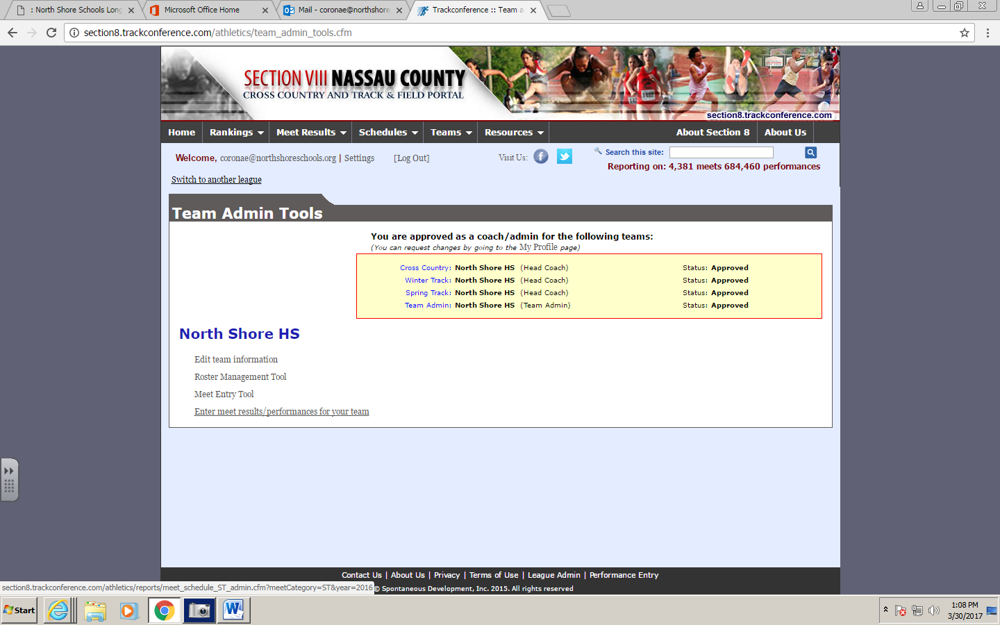 : North Shore Schools Long
Microsoft Office Home
Mail - coronae@northshore
Trackconference :: Team a
section8.trackconference.com/athletics/team_admin_tools.cfm
SECTION VIII NASSAU COUNTY
CROSS COUNTRY AND TRACK & FIELD PORTAL
section8.trackconference.com
Home Rankings Meet Results Schedules Teams Resources About Section 8 About Us
Welcome, coronae@northshoreschools.org | Settings [Log Out] Visit Us: Search this site:
Reporting on: 4,381 meets 684,460 performances
Switch to another league
Team Admin Tools
You are approved as a coach/admin for the following teams:
(You can request changes by going to the My Profile page)
Cross Country: North Shore HS (Head Coach) Status: Approved
Winter Track: North Shore HS (Head Coach) Status: Approved
Spring Track: North Shore HS (Head Coach) Status: Approved
Team Admin: North Shore HS (Team Admin) Status: Approved
North Shore HS
Edit team information
Roster Management Tool
Meet Entry Tool
Enter meet results/performances for your team
Contact Us | About Us | Privacy | Terms of Use | League Admin | Performance Entry
section8.trackconference.com/athletics/reports/meet_schedule_ST_admin.cfm?meetCategory=ST&year=2016
© Spontaneous Development, Inc. 2015. All rights reserved
Start
1:08 PM
3/30/2017